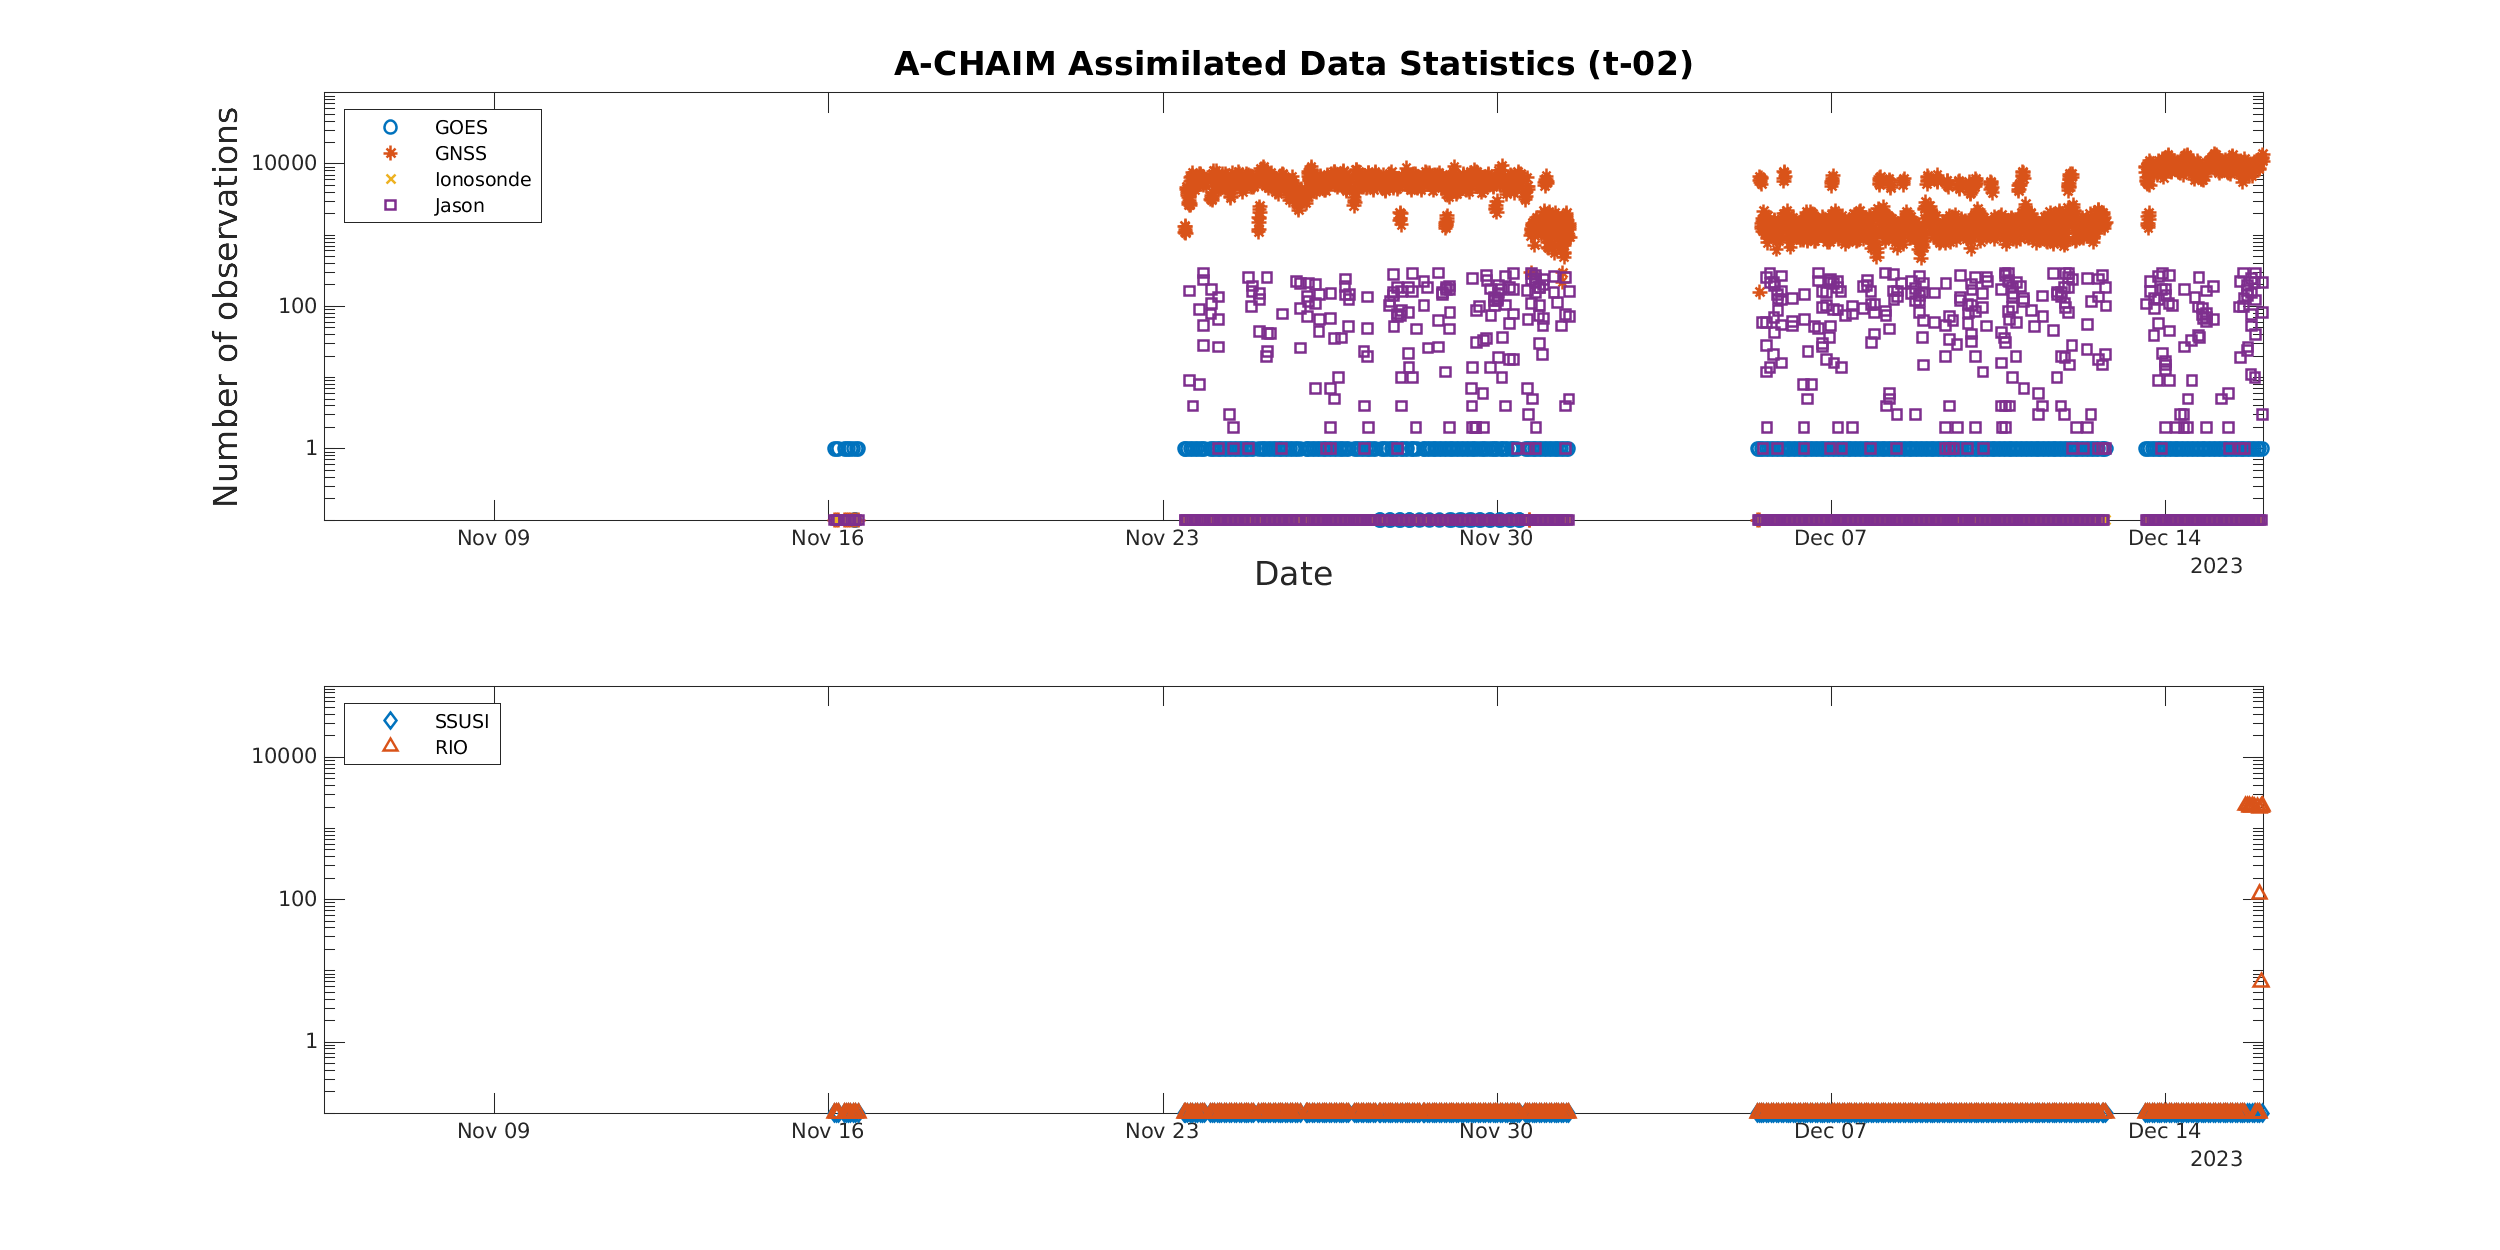 A-CHAIM Assimilated Data Statistics (t-02)
Number of observations
10000
100
1
GOES
GNSS
Ionosonde
Jason
Nov 09
Nov 16
Nov 23
Nov 30
Dec 07
Dec 14
2023
Date
10000
100
1
SSUSI
RIO
Nov 09
Nov 16
Nov 23
Nov 30
Dec 07
Dec 14
2023